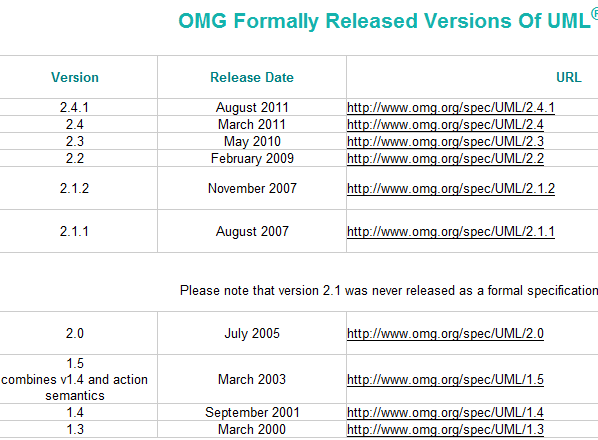 OMG Formally Released Versions Of UML®
Version Release Date URL
2.4.1 August 2011 http://www.omg.org/spec/UML/2.4.1
2.4 March 2011 http://www.omg.org/spec/UML/2.4
2.3 May 2010 http://www.omg.org/spec/UML/2.3
2.2 February 2009 http://www.omg.org/spec/UML/2.2
2.1.2 November 2007 http://www.omg.org/spec/UML/2.1.2
2.1.1 August 2007 http://www.omg.org/spec/UML/2.1.1
Please note that version 2.1 was never released as a formal specification
2.0 July 2005 http://www.omg.org/spec/UML/2.0
1.5
combines v1.4 and action March 2003 http://www.omg.org/spec/UML/1.5
semantics
1.4 September 2001 http://www.omg.org/spec/UML/1.4
1.3 March 2000 http://www.omg.org/spec/UML/1.3